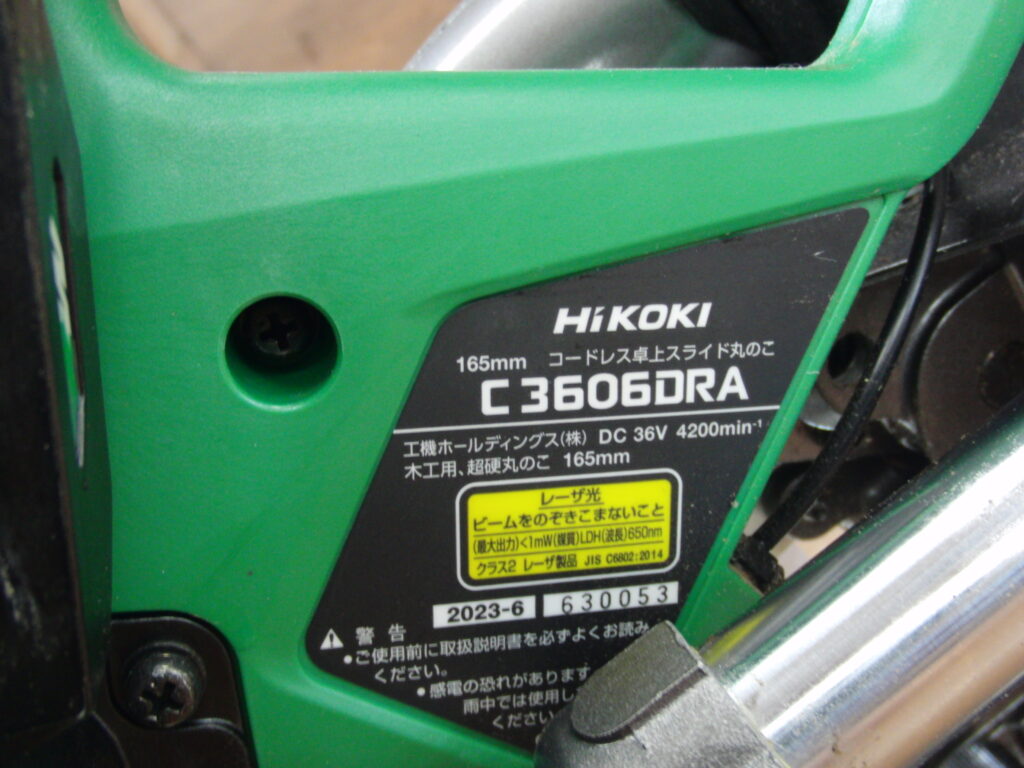 HiKOKI
165mm コードレス卓上スライド丸のこ
C 3606DRA
工機ホールディングス(株) DC 36V 4200min⁻¹
木工用、超硬丸のこ 165mm
レーザ光
ビームをのぞきこまないこと
(最大出力)<1mW(媒質)LDH(波長)650nm
クラス2 レーザ製品 JIS C6802:2014
2023-6 630053
警告
•ご使用前に取扱説明書を必ずよくお読み
ください。
•感電の恐れがあります
雨中では使用し
ください